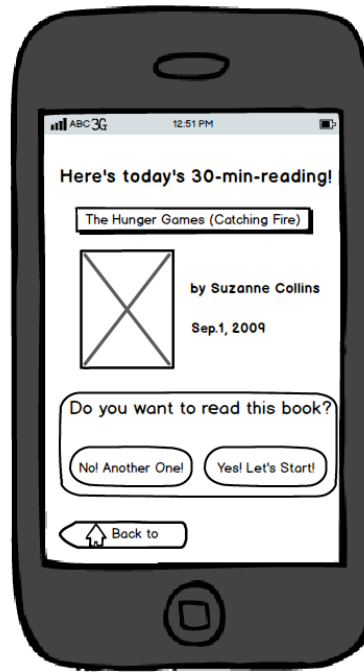 ABC 3G 12:51 PM
Here's today's 30-min-reading!
The Hunger Games (Catching Fire)
by Suzanne Collins
Sep.1, 2009
Do you want to read this book?
No! Another One! Yes! Let's Start!
Back to